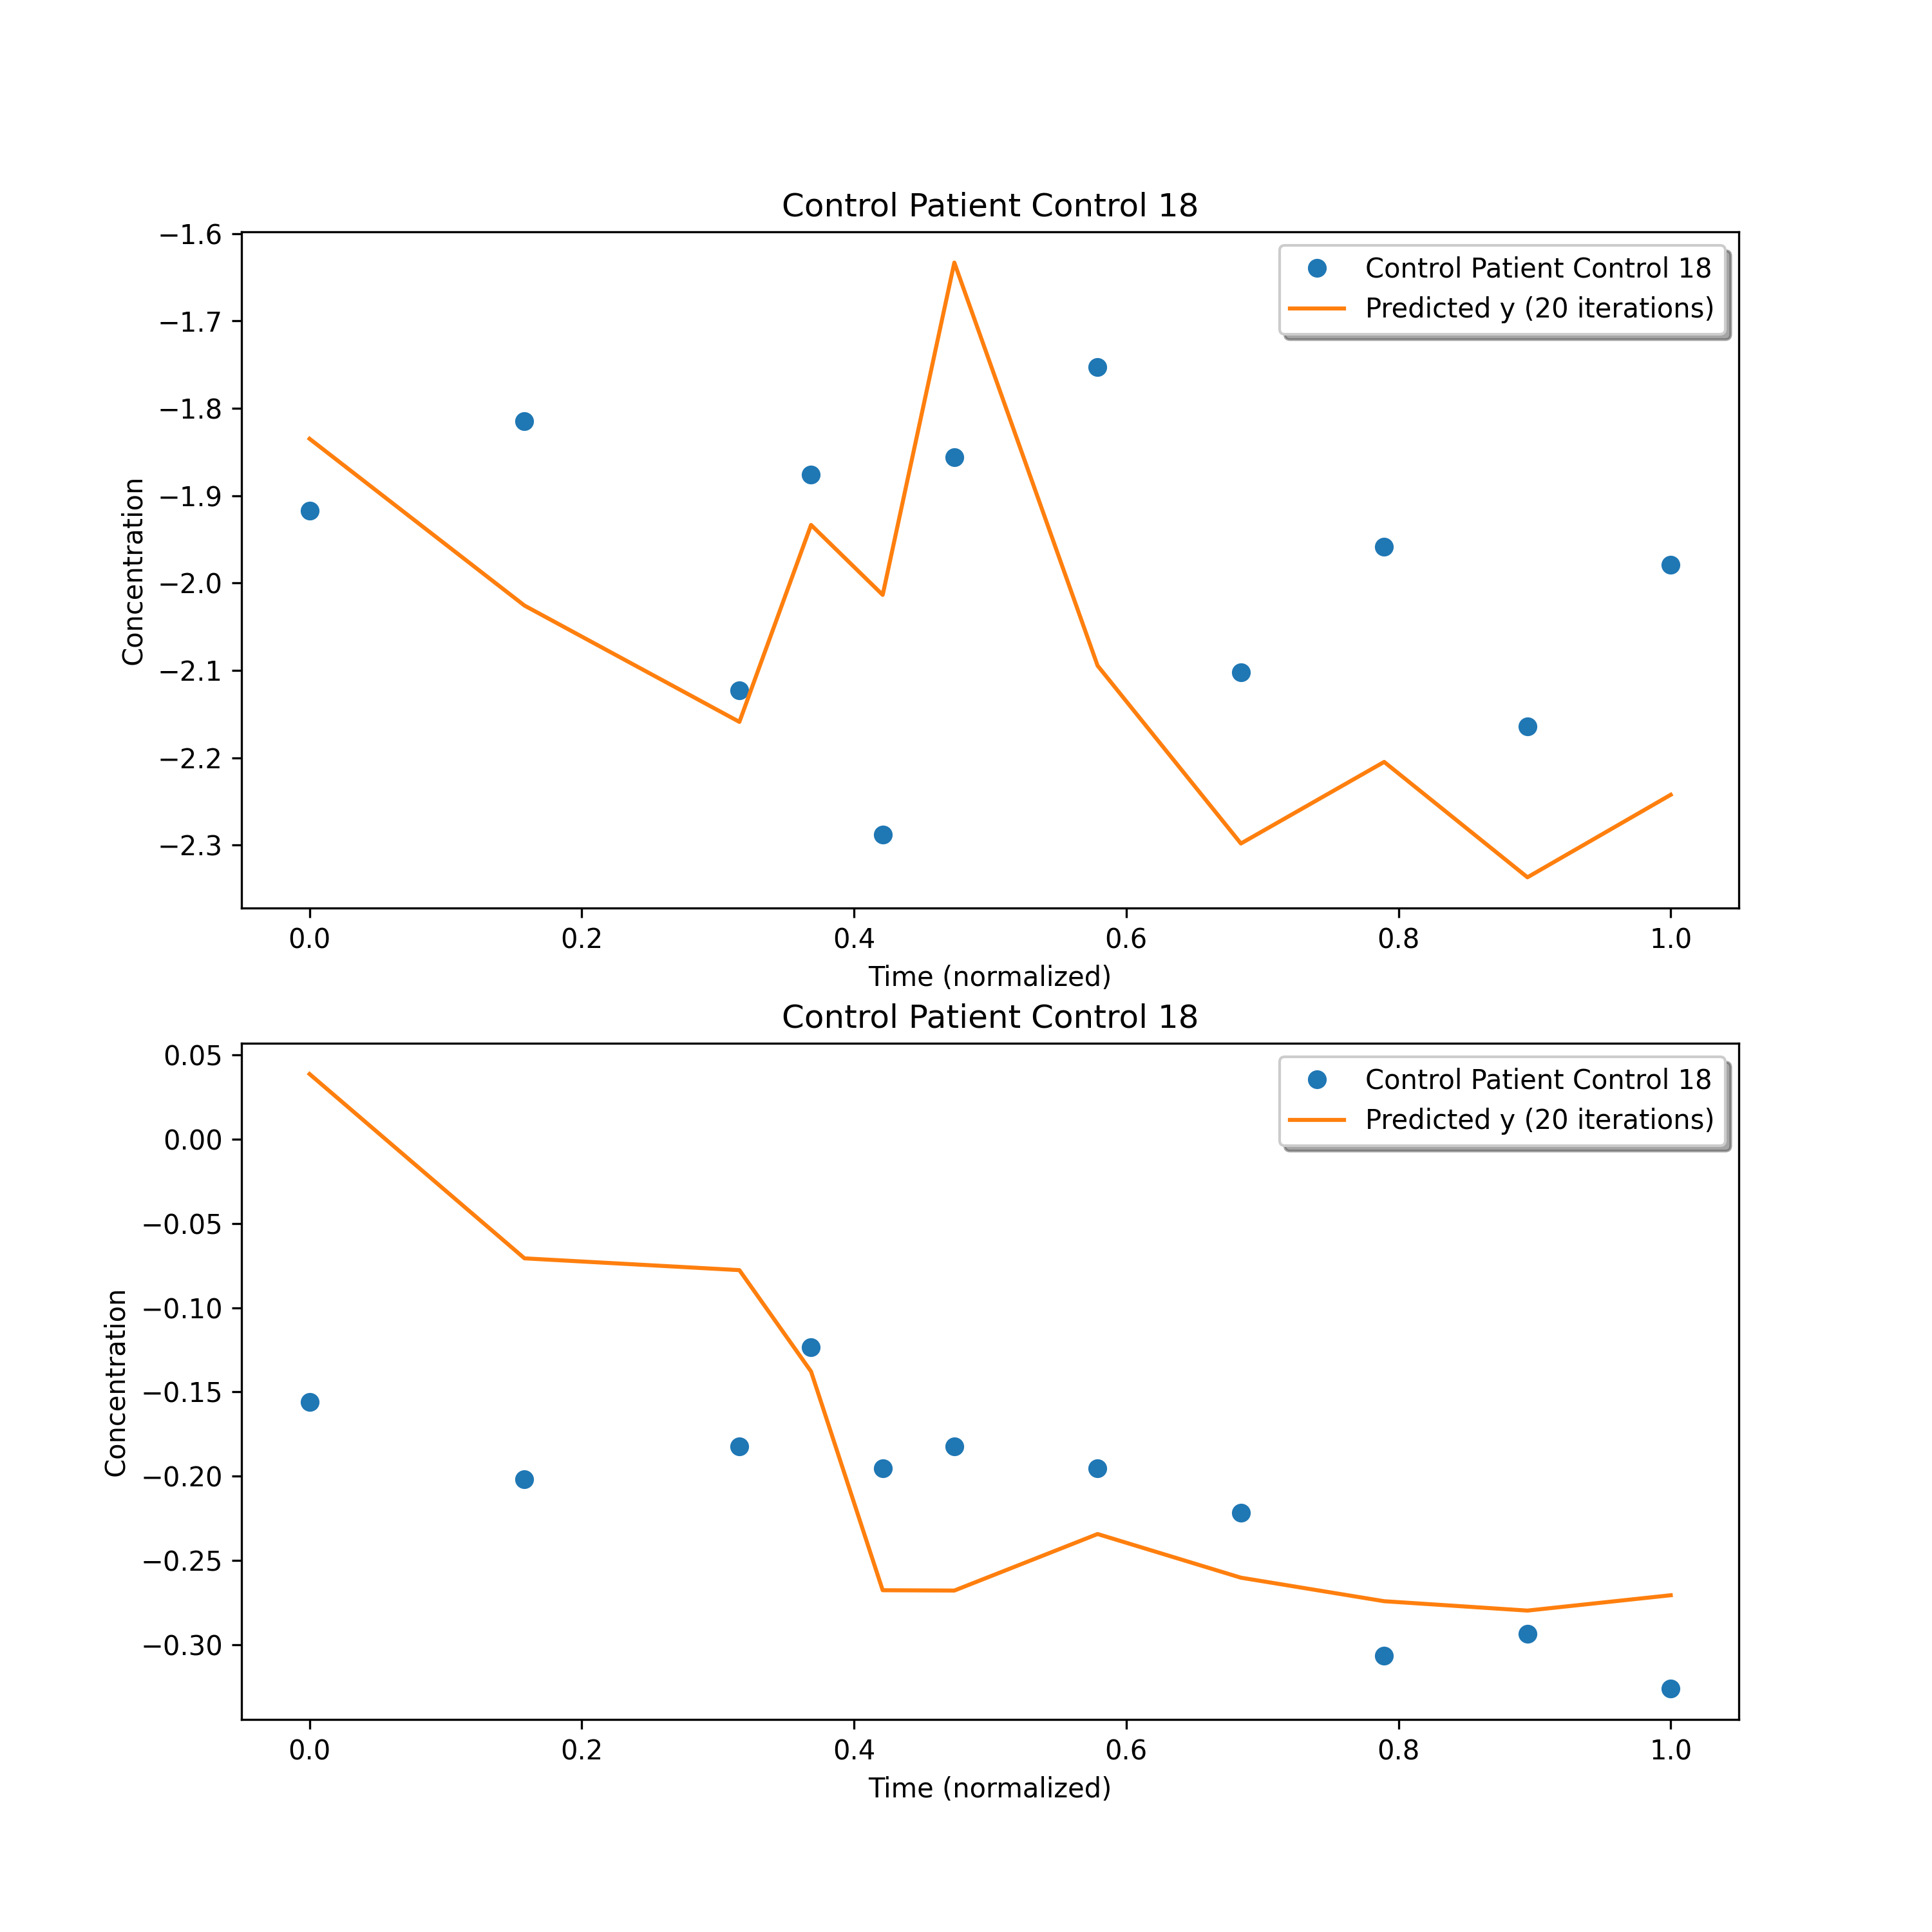 Control Patient Control 18
−1.6
−1.7
−1.8
−1.9
−2.0
−2.1
−2.2
−2.3
Concentration
Control Patient Control 18
Predicted y (20 iterations)
0.0 0.2 0.4 0.6 0.8 1.0
Time (normalized)
Control Patient Control 18
0.05
0.00
−0.05
−0.10
−0.15
−0.20
−0.25
−0.30
Concentration
Control Patient Control 18
Predicted y (20 iterations)
0.0 0.2 0.4 0.6 0.8 1.0
Time (normalized)